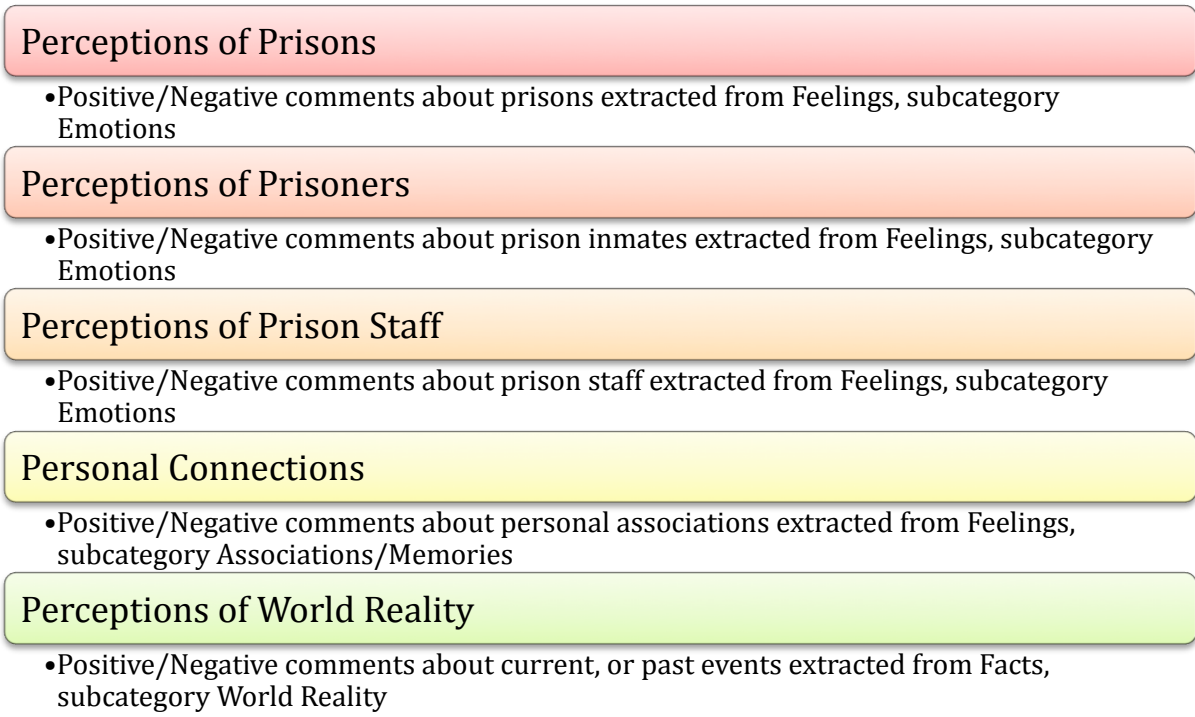 Perceptions of Prisons
•Positive/Negative comments about prisons extracted from Feelings, subcategory
Emotions
Perceptions of Prisoners
•Positive/Negative comments about prison inmates extracted from Feelings, subcategory
Emotions
Perceptions of Prison Staff
•Positive/Negative comments about prison staff extracted from Feelings, subcategory
Emotions
Personal Connections
•Positive/Negative comments about personal associations extracted from Feelings,
subcategory Associations/Memories
Perceptions of World Reality
•Positive/Negative comments about current, or past events extracted from Facts,
subcategory World Reality